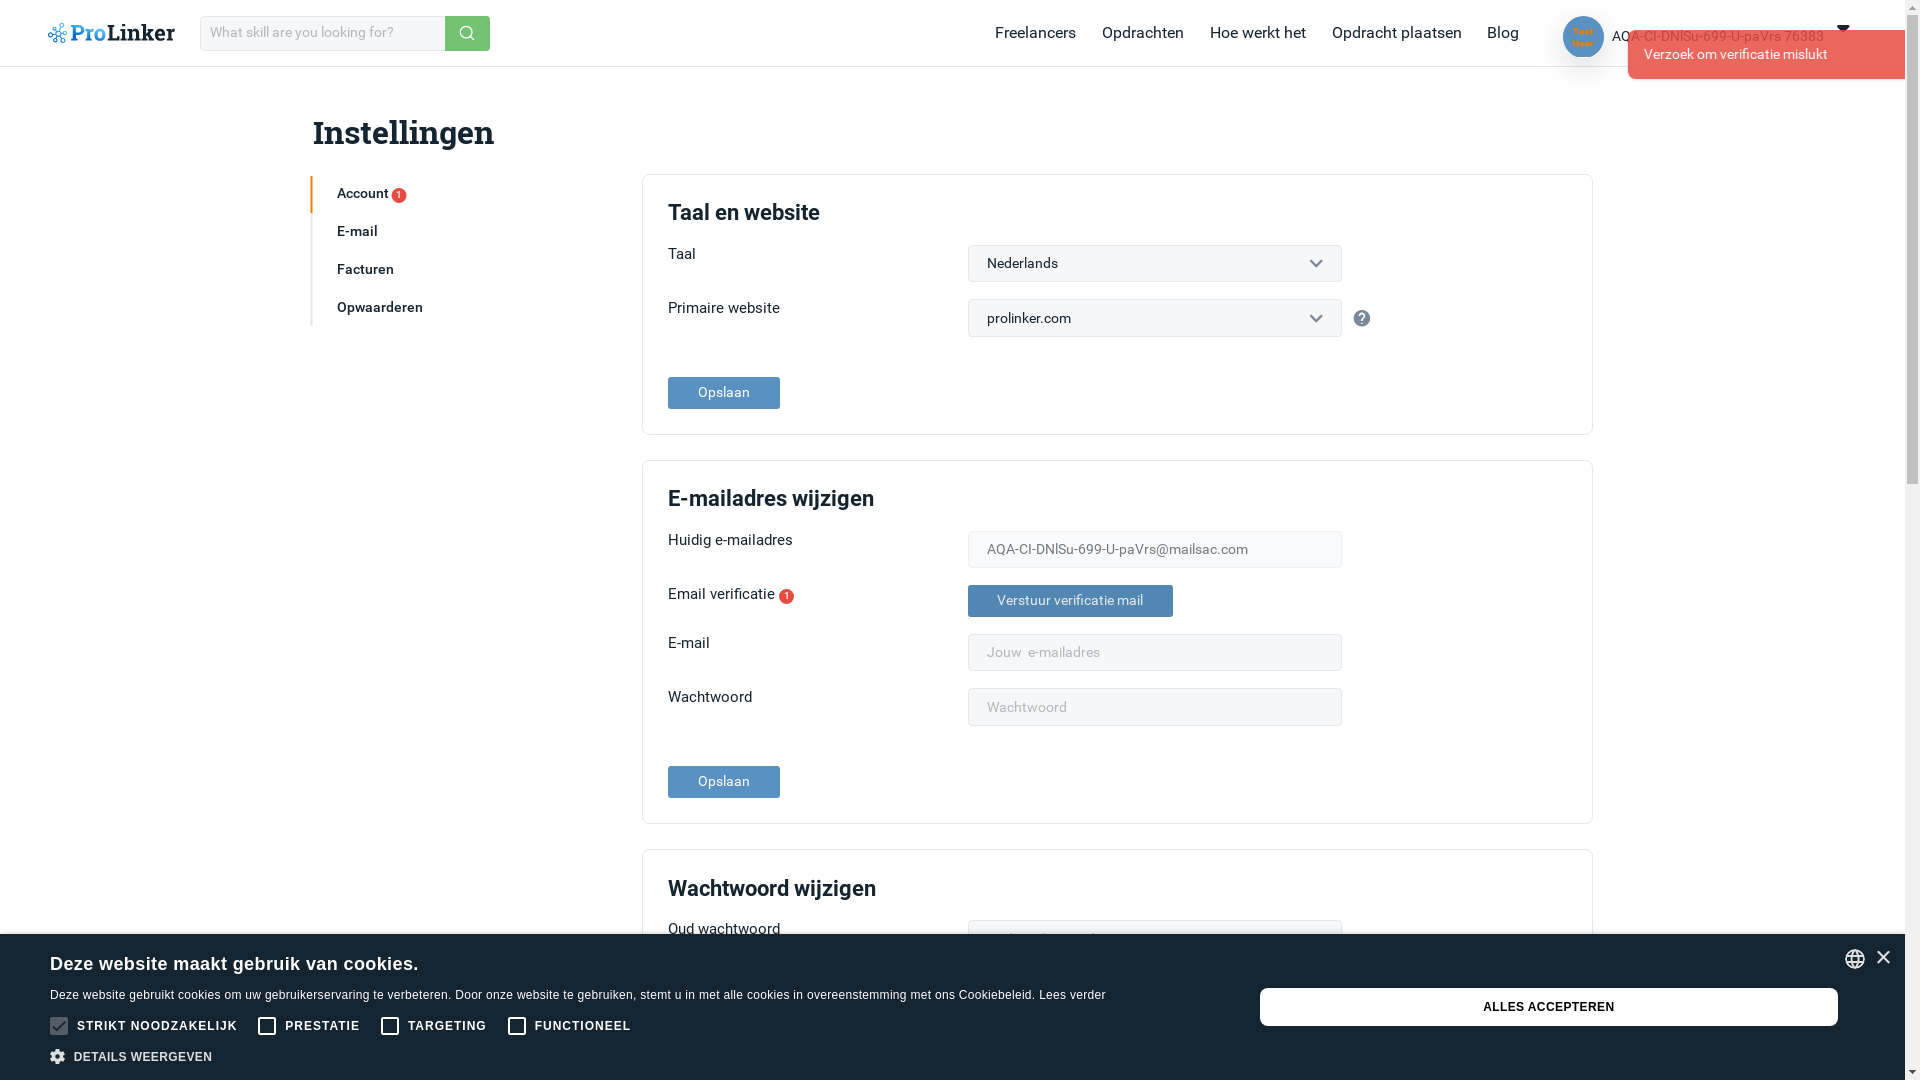 ProLinker
What skill are you looking for?
Freelancers
Opdrachten
Hoe werkt het
Opdracht plaatsen
Blog
Test User
AQA-CI-DNlSu-699-U-paVrs 76383
Verzoek om verificatie mislukt
Instellingen
Account 1
E-mail
Facturen
Opwaarderen
Taal en website
Taal
Nederlands
Primaire website
prolinker.com
?
Opslaan
E-mailadres wijzigen
Huidig e-mailadres
AQA-CI-DNlSu-699-U-paVrs@mailsac.com
Email verificatie 1
Verstuur verificatie mail
E-mail
Jouw e-mailadres
Wachtwoord
Wachtwoord
Opslaan
Wachtwoord wijzigen
Oud wachtwoord
Deze website maakt gebruik van cookies.
Deze website gebruikt cookies om uw gebruikerservaring te verbeteren. Door onze website te gebruiken, stemt u in met alle cookies in overeenstemming met ons Cookiebeleid. Lees verder
STRIKT NOODZAKELIJK
PRESTATIE
TARGETING
FUNCTIONEEL
DETAILS WEERGEVEN
ALLES ACCEPTEREN